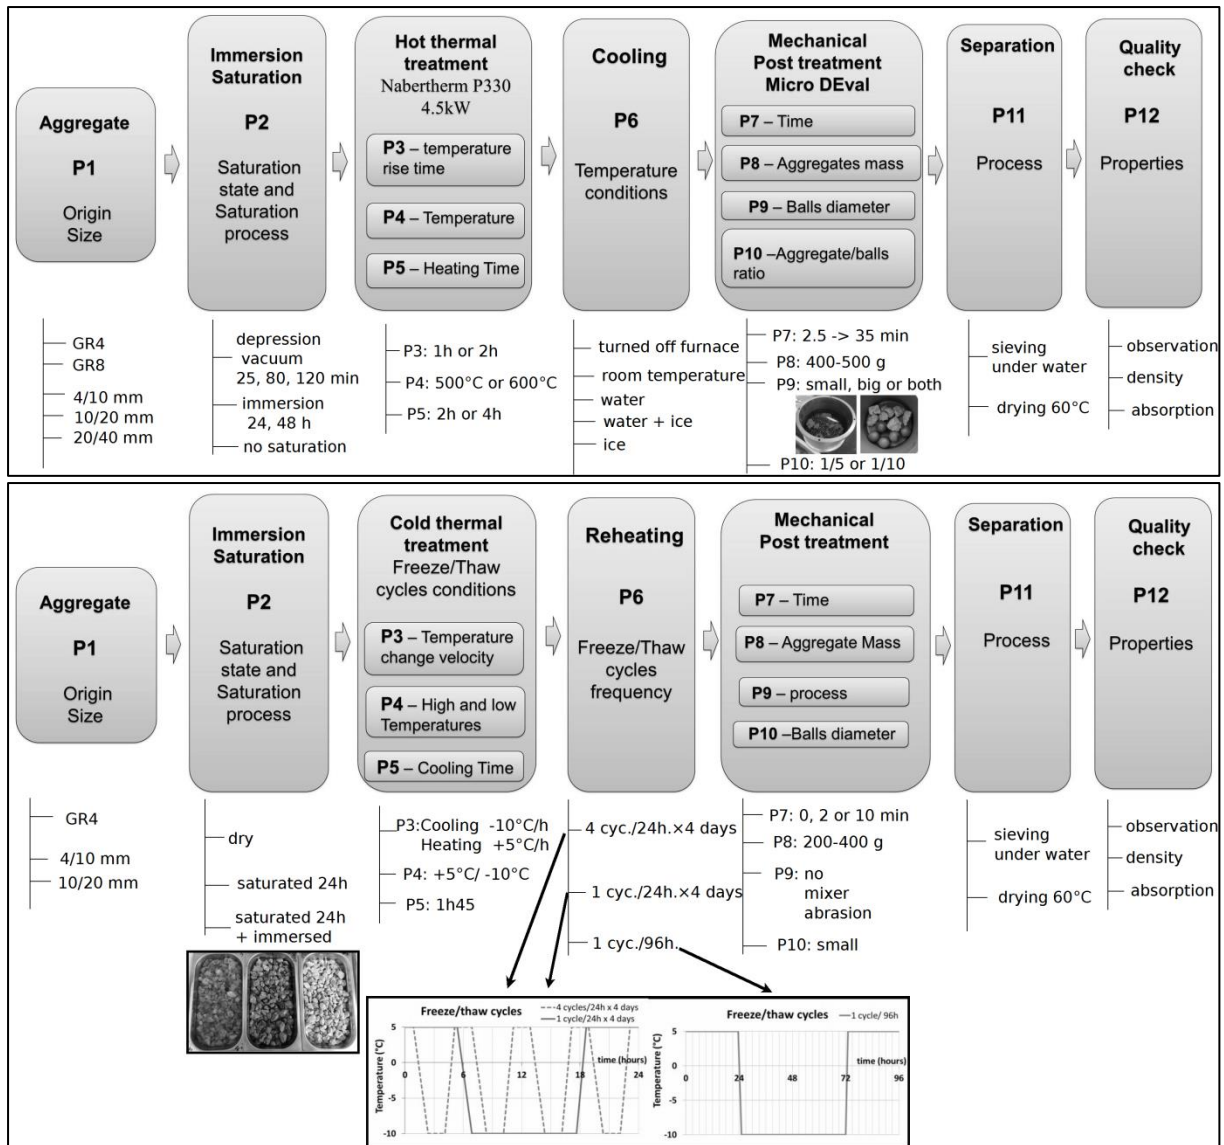 Aggregate
P1
Origin
Size
Immersion
Saturation
P2
Saturation
state and
Saturation
process
Hot thermal
treatment
Nabertherm P330
4.5kW
P3 – temperature
rise time
P4 – Temperature
P5 – Heating Time
Cooling
P6
Temperature
conditions
Mechanical
Post treatment
Micro DEval
P7 – Time
P8 – Aggregates mass
P9 – Balls diameter
P10 –Aggregate/balls
ratio
Separation
P11
Process
Quality
check
P12
Properties
GR4
GR8
4/10 mm
10/20 mm
20/40 mm
depression
vacuum
25, 80, 120 min
immersion
24, 48 h
no saturation
P3: 1h or 2h
P4: 500°C or 600°C
P5: 2h or 4h
turned off furnace
room temperature
water
water + ice
ice
P7: 2.5 -> 35 min
P8: 400-500 g
P9: small, big or both
P10: 1/5 or 1/10
sieving
under water
drying 60°C
observation
density
absorption
Aggregate
P1
Origin
Size
Immersion
Saturation
P2
Saturation
state and
Saturation
process
Cold thermal
treatment
Freeze/Thaw
cycles conditions
P3 – Temperature
change velocity
P4 – High and low
Temperatures
P5 – Cooling Time
Reheating
P6
Freeze/Thaw
cycles
frequency
Mechanical
Post treatment
P7 – Time
P8 – Aggregate Mass
P9 – process
P10 –Balls diameter
Separation
P11
Process
Quality
check
P12
Properties
GR4
4/10 mm
10/20 mm
dry
saturated 24h
saturated 24h
+ immersed
P3:Cooling -10°C/h
Heating +5°C/h
P4: +5°C/ -10°C
P5: 1h45
4 cyc./24h.×4 days
1 cyc./24h.×4 days
1 cyc./96h.
P7: 0, 2 or 10 min
P8: 200-400 g
P9: no
mixer
abrasion
P10: small
sieving
under water
drying 60°C
observation
density
absorption
Freeze/thaw cycles
4 cycles/24h x 4 days
1 cycle/24h x 4 days
Temperature (°C)
5
0
-5
-10
time (hours)
0 6 12 18 24
Freeze/thaw cycles
1 cycle/ 96h
Temperature (°C)
5
0
-5
-10
time (hours)
0 24 48 72 96